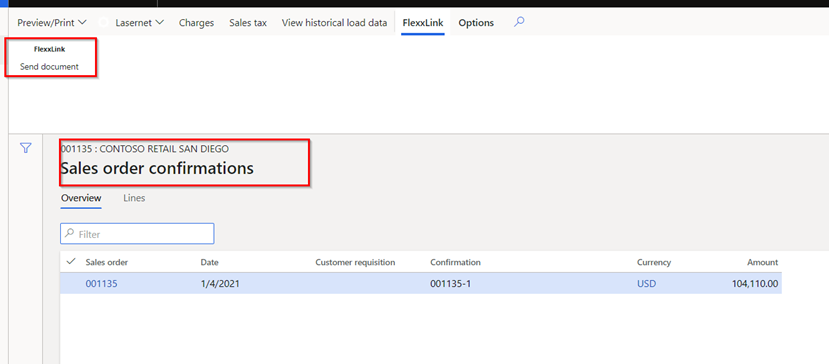 Preview/Print Lasernet Charges Sales tax View historical load data FlexxLink Options
FlexxLink
Send document
001135 : CONTOSO RETAIL SAN DIEGO
Sales order confirmations
Overview Lines
Filter
Sales order Date Customer requisition Confirmation Currency Amount
001135 1/4/2021 001135-1 USD 104,110.00